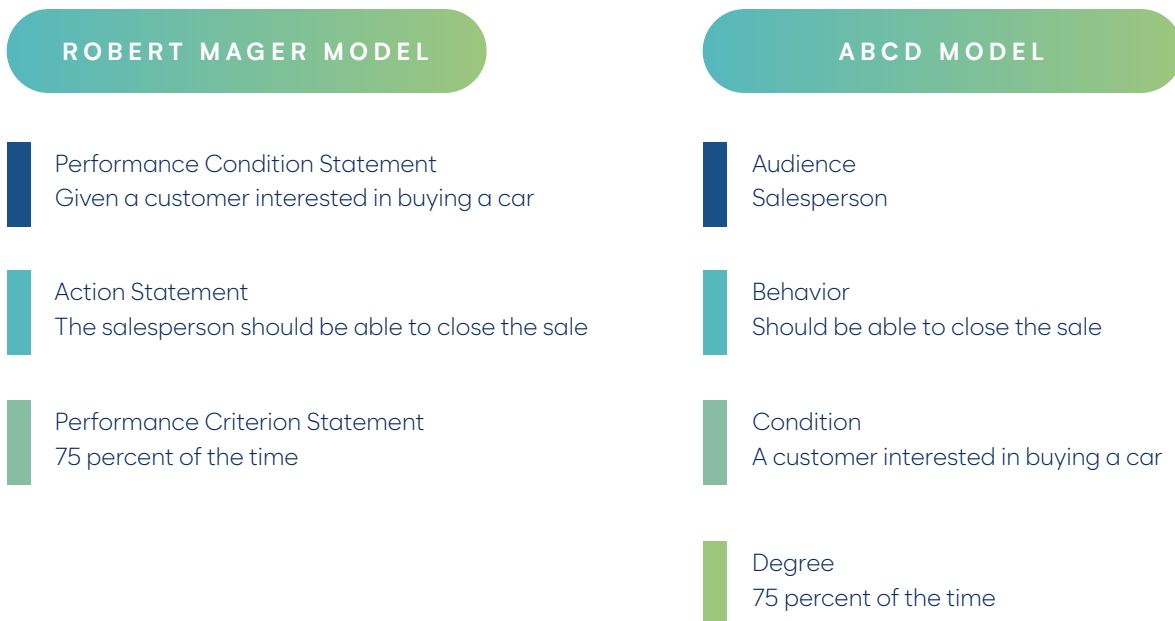 ROBERT MAGER MODEL
Performance Condition Statement
Given a customer interested in buying a car
Action Statement
The salesperson should be able to close the sale
Performance Criterion Statement
75 percent of the time
ABCD MODEL
Audience
Salesperson
Behavior
Should be able to close the sale
Condition
A customer interested in buying a car
Degree
75 percent of the time